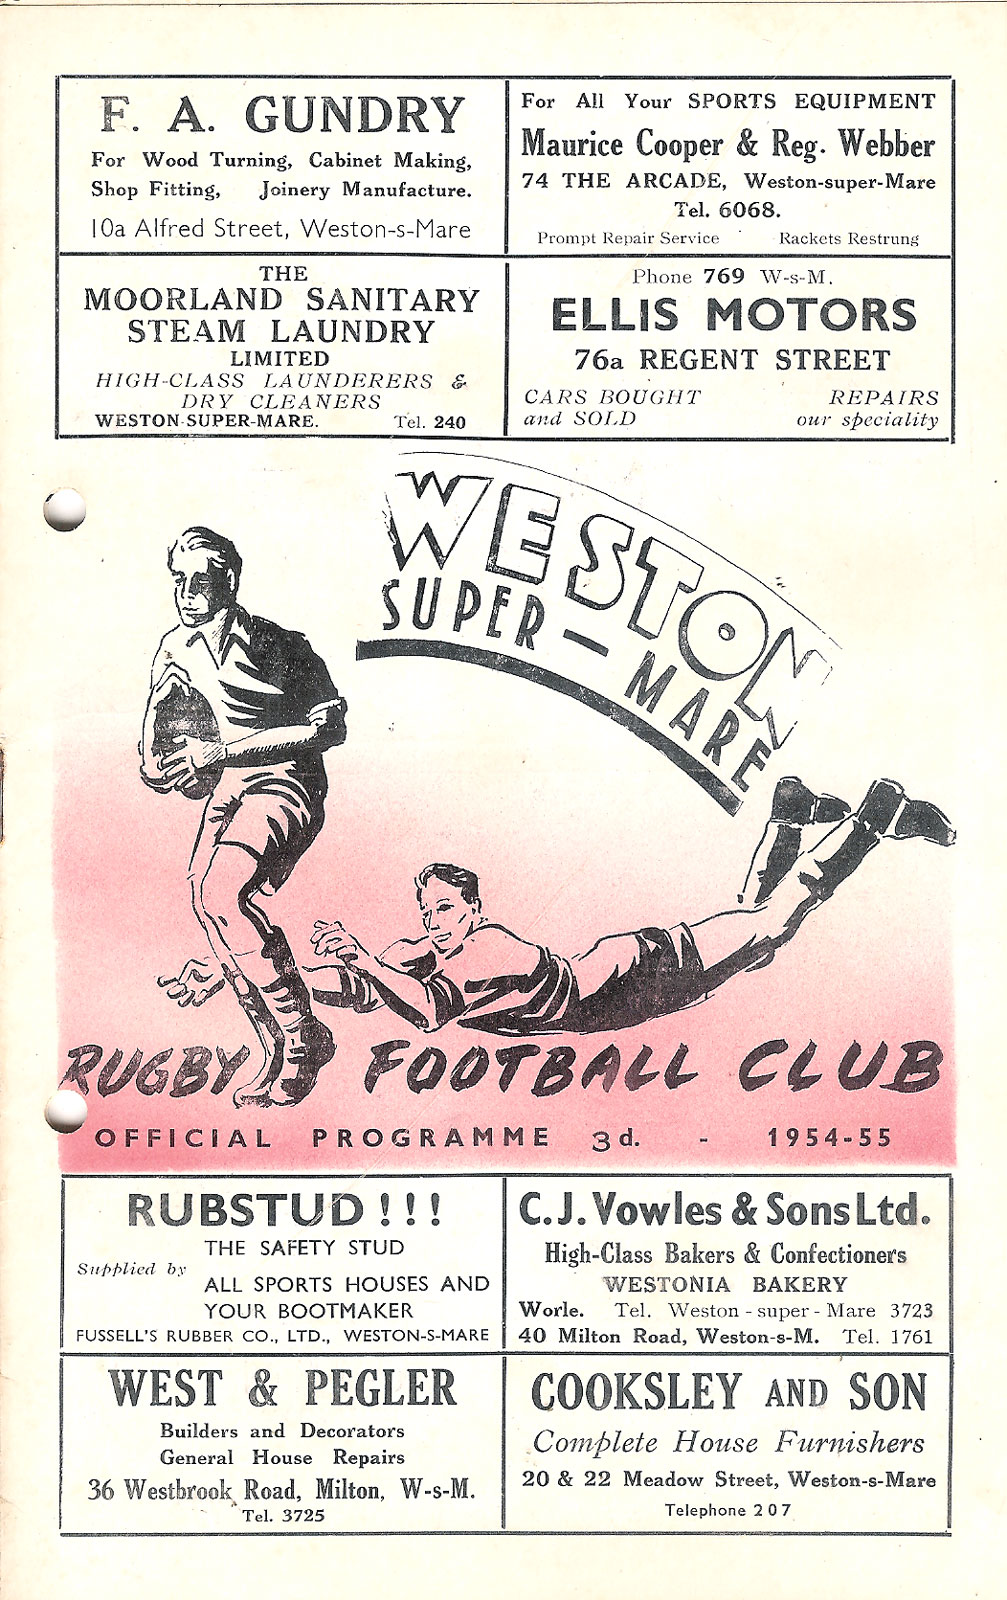 F. A. GUNDRY
For Wood Turning, Cabinet Making,
Shop Fitting, Joinery Manufacture.
10a Alfred Street, Weston-s-Mare
For All Your SPORTS EQUIPMENT
Maurice Cooper & Reg. Webber
74 THE ARCADE, Weston-super-Mare
Tel. 6068.
Prompt Repair Service Rackets Restrung
THE
MOORLAND SANITARY
STEAM LAUNDRY
LIMITED
HIGH-CLASS LAUNDERERS &
DRY CLEANERS
WESTON-SUPER-MARE. Tel. 240
Phone 769 W-s-M.
ELLIS MOTORS
76a REGENT STREET
CARS BOUGHT REPAIRS
and SOLD our speciality
WESTON
SUPER-MARE
RUGBY FOOTBALL CLUB
OFFICIAL PROGRAMME 3d. - 1954-55
RUBSTUD!!!
THE SAFETY STUD
Supplied by
ALL SPORTS HOUSES AND
YOUR BOOTMAKER
FUSSELL'S RUBBER CO., LTD., WESTON-S-MARE
C.J. Vowles & Sons Ltd.
High-Class Bakers & Confectioners
WESTONIA BAKERY
Worle. Tel. Weston-super-Mare 3723
40 Milton Road, Weston-s-M. Tel. 1761
WEST & PEGLER
Builders and Decorators
General House Repairs
36 Westbrook Road, Milton, W-s-M.
Tel. 3725
COOKSLEY AND SON
Complete House Furnishers
20 & 22 Meadow Street, Weston-s-Mare
Telephone 207